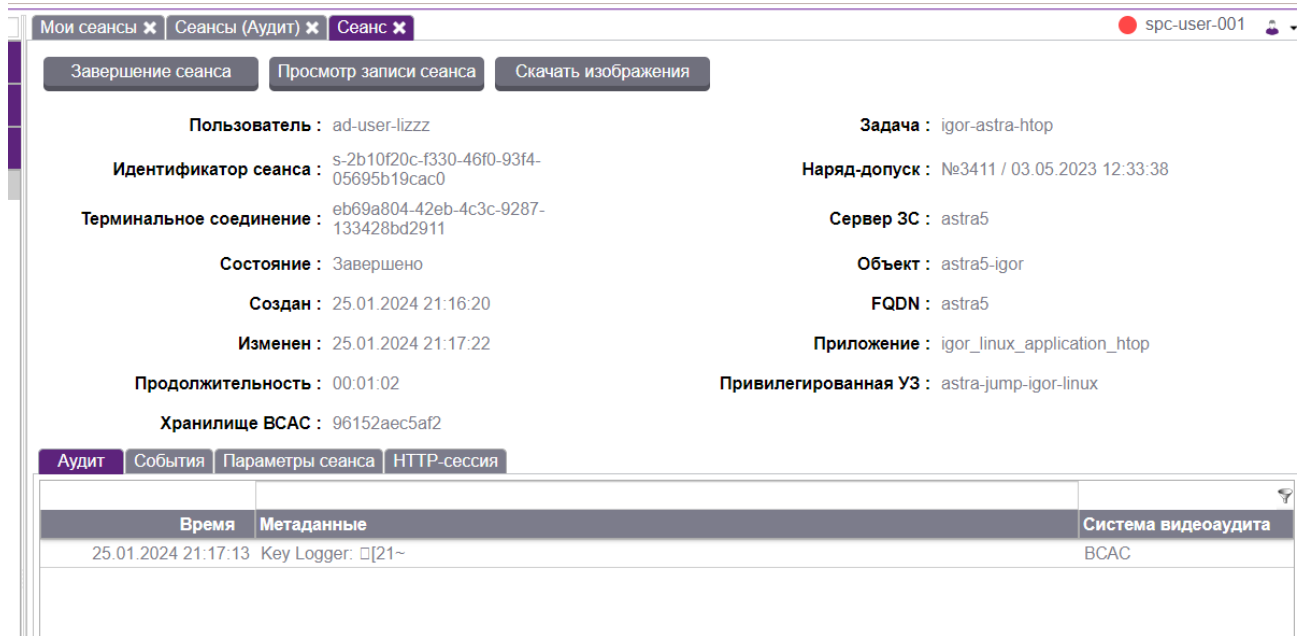 Мои сеансы ✖ Сеансы (Аудит) ✖ Сеанс ✖ spc-user-001
Завершение сеанса Просмотр записи сеанса Скачать изображения
Пользователь : ad-user-lizzz Задача : igor-astra-htop
Идентификатор сеанса : s-2b10f20c-f330-46f0-93f4-
05695b19cac0 Наряд-допуск : №3411 / 03.05.2023 12:33:38
Терминальное соединение : eb69a804-42eb-4c3c-9287-
133428bd2911 Сервер ЗС : astra5
Состояние : Завершено Объект : astra5-igor
Создан : 25.01.2024 21:16:20 FQDN : astra5
Изменен : 25.01.2024 21:17:22 Приложение : igor_linux_application_htop
Продолжительность : 00:01:02 Привилегированная УЗ : astra-jump-igor-linux
Хранилище ВСАС : 96152aec5af2
Аудит События Параметры сеанса HTTP-сессия
Время Метаданные Система видеоаудита
25.01.2024 21:17:13 Key Logger: □[21~ ВСАС